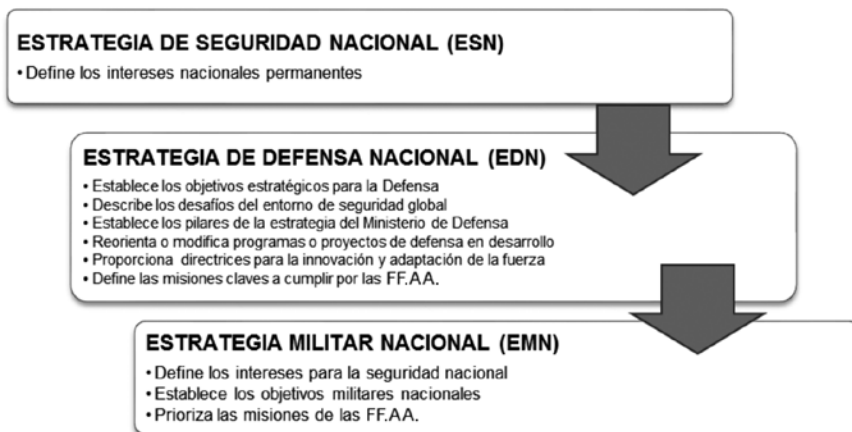 ESTRATEGIA DE SEGURIDAD NACIONAL (ESN)
• Define los intereses nacionales permanentes
ESTRATEGIA DE DEFENSA NACIONAL (EDN)
• Establece los objetivos estratégicos para la Defensa
• Describe los desafíos del entorno de seguridad global
• Establece los pilares de la estrategia del Ministerio de Defensa
• Reorienta o modifica programas o proyectos de defensa en desarrollo
• Proporciona directrices para la innovación y adaptación de la fuerza
• Define las misiones claves a cumplir por las FF.AA.
ESTRATEGIA MILITAR NACIONAL (EMN)
• Define los intereses para la seguridad nacional
• Establece los objetivos militares nacionales
• Prioriza las misiones de las FF.AA.